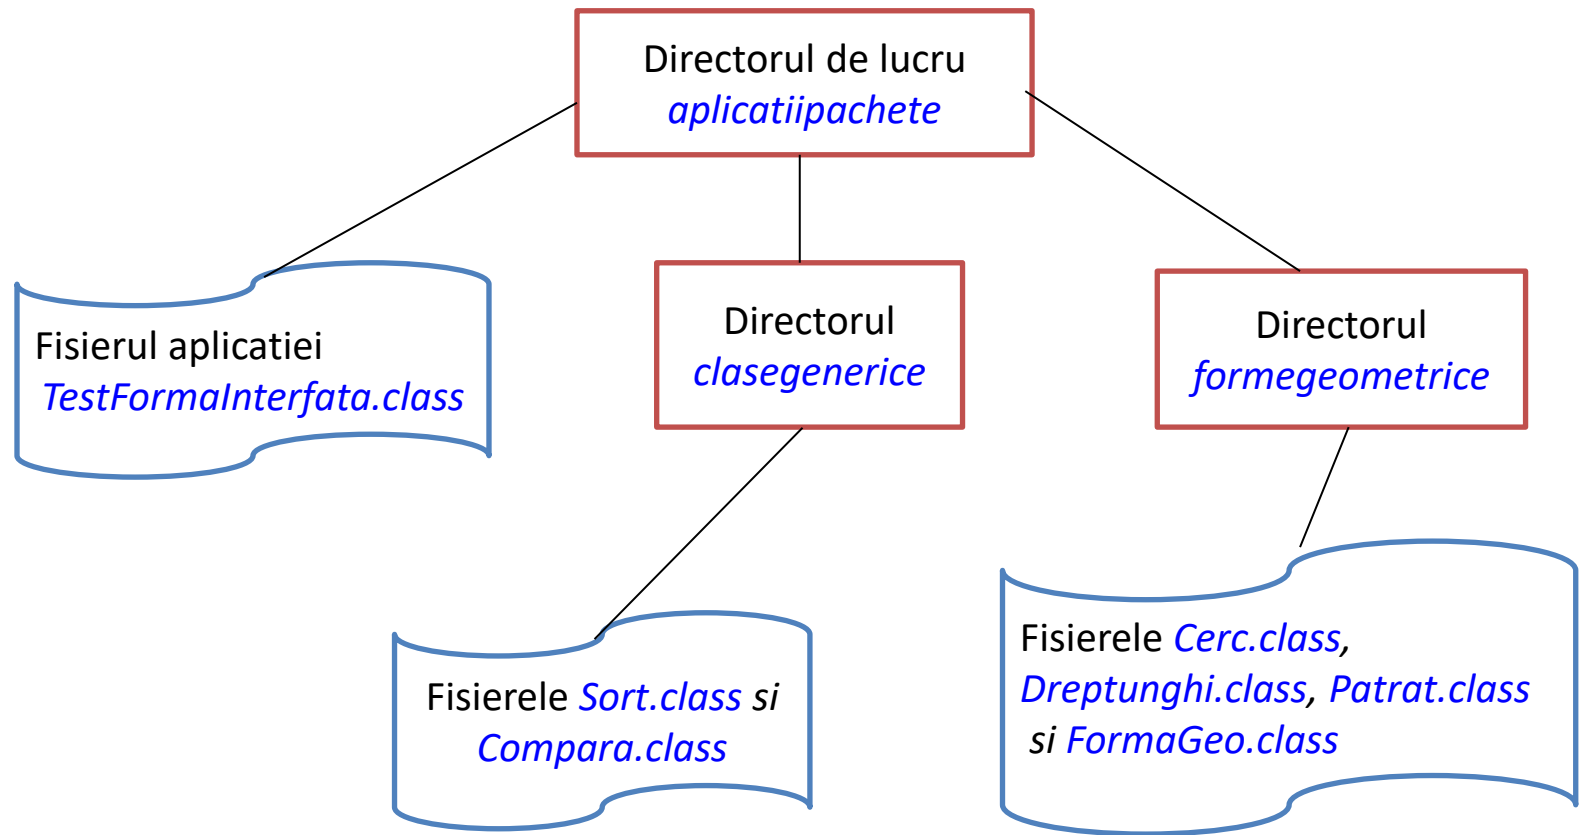 Directorul de lucru
aplicatiipachete
Fisierul aplicatiei
TestFormaInterfata.class
Directorul
clasegenerice
Directorul
formegeometrice
Fisierele Sort.class si
Compara.class
Fisierele Cerc.class,
Dreptunghi.class, Patrat.class
si FormaGeo.class